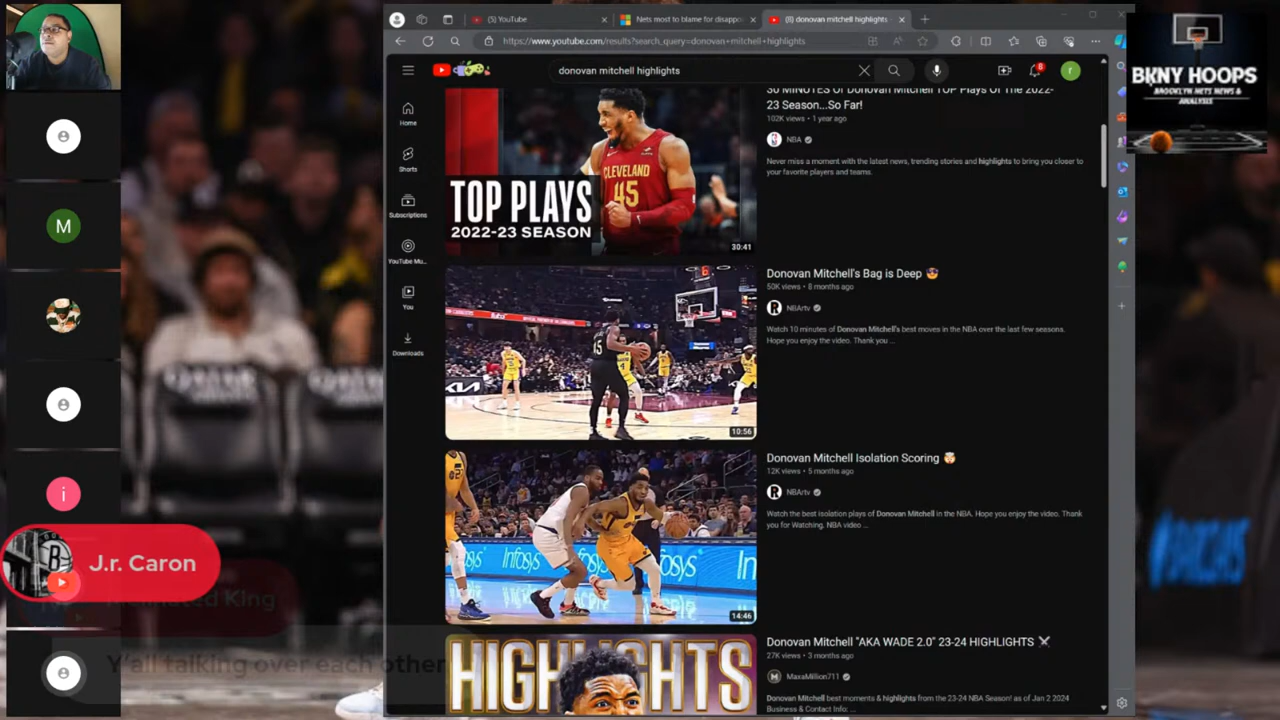 (5) YouTube
Nets most to blame for disappo
(8) donovan mitchell highlights
https://www.youtube.com/results?search_query=donovan+mitchell+highlights
donovan mitchell highlights
8
r
BKNY HOOPS
BROOKLYN NETS NEWS &
ANALYSIS
Home
Shorts
Subscriptions
YouTube Mu...
You
Downloads
30 MINUTES Of Donovan Mitchell TOP Plays Of The 2022-
23 Season...So Far!
102K views • 1 year ago
NBA
Never miss a moment with the latest news, trending stories and highlights to bring you closer to
your favorite players and teams.
CLEVELAND
45
TOP PLAYS
2022-23 SEASON
30:41
Donovan Mitchell's Bag is Deep
50K views • 8 months ago
NBArtv
Watch 10 minutes of Donovan Mitchell's best moves in the NBA over the last few seasons.
Hope you enjoy the video. Thank you ...
45
10:56
Donovan Mitchell Isolation Scoring
12K views • 5 months ago
NBArtv
Watch the best isolation plays of Donovan Mitchell in the NBA. Hope you enjoy the video. Thank
you for Watching. NBA video ...
Infosys
Infosys
14:46
Donovan Mitchell "AKA WADE 2.0" 23-24 HIGHLIGHTS
27K views • 3 months ago
MaxaMillion711
Donovan Mitchell best moments & highlights from the 23-24 NBA Season! as of Jan 2 2024
Business & Contact Info: ...
HIGHLIGHTS
M
i
B
J.r. Caron
Melinated King
Y'all talking over each other